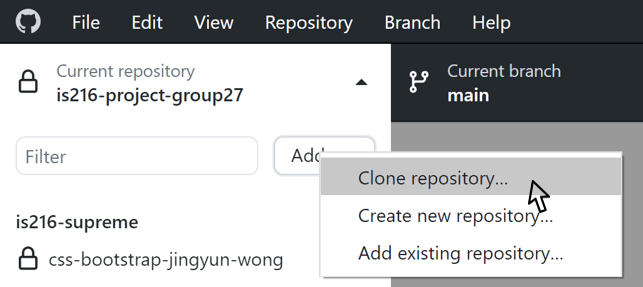 File Edit View Repository Branch Help
Current repository
is216-project-group27
Current branch
main
Filter
Add
Clone repository...
Create new repository...
Add existing repository...
is216-supreme
css-bootstrap-jingyun-wong